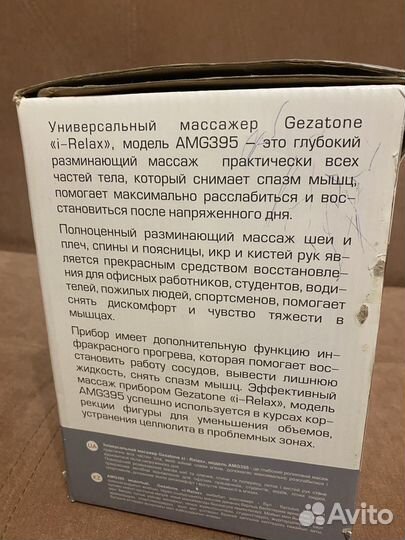 Универсальный массажер Gezatone
«i-Relax», модель AMG395 – это глубокий
разминающий массаж практически всех
частей тела, который снимает спазм мышц,
помогает максимально расслабиться и вос-
становиться после напряженного дня.
Полноценный разминающий массаж шеи и
плеч, спины и поясницы, икр и кистей рук яв-
ляется прекрасным средством восстановле-
ния для офисных работников, студентов, води-
телей, пожилых людей, спортсменов, помогает
снять дискомфорт и чувство тяжести в
мышцах.
Прибор имеет дополнительную функцию ин-
фракрасного прогрева, которая помогает вос-
становить работу сосудов, вывести лишнюю
жидкость, снять спазм мышц. Эффективный
массаж прибором Gezatone «i-Relax», модель
AMG395 успешно используется в курсах кор-
рекции фигуры для уменьшения объемов,
устранения целлюлита в проблемных зонах.
UA
KZ
Avito